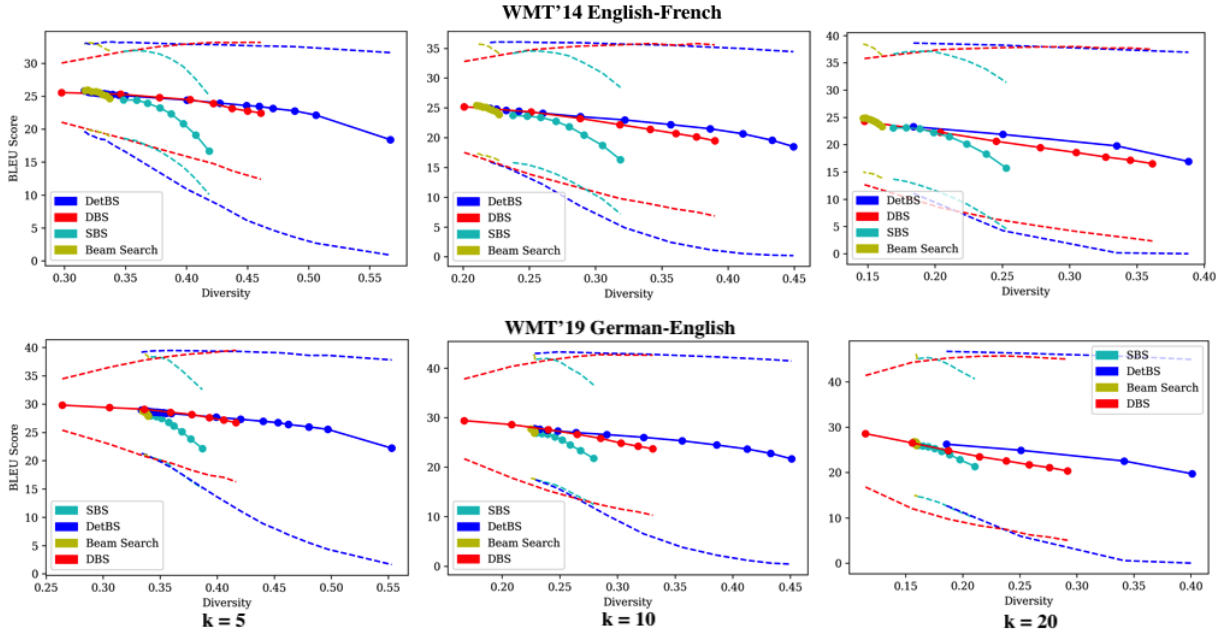 WMT'14 English-French
BLEU Score
30
25
20
15
10
5
0
DetBS
DBS
SBS
Beam Search
0.30 0.35 0.40 0.45 0.50 0.55
Diversity
35
30
25
20
15
10
5
0
DetBS
DBS
SBS
Beam Search
0.20 0.25 0.30 0.35 0.40 0.45
Diversity
40
35
30
25
20
15
10
5
0
DetBS
DBS
SBS
Beam Search
0.15 0.20 0.25 0.30 0.35 0.40
Diversity
WMT'19 German-English
BLEU Score
40
35
30
25
20
15
10
5
0
SBS
DetBS
Beam Search
DBS
0.25 0.30 0.35 0.40 0.45 0.50 0.55
Diversity
k = 5
40
30
20
10
0
SBS
DetBS
Beam Search
DBS
0.20 0.25 0.30 0.35 0.40 0.45
Diversity
k = 10
40
30
20
10
0
SBS
DetBS
Beam Search
DBS
0.15 0.20 0.25 0.30 0.35 0.40
Diversity
k = 20